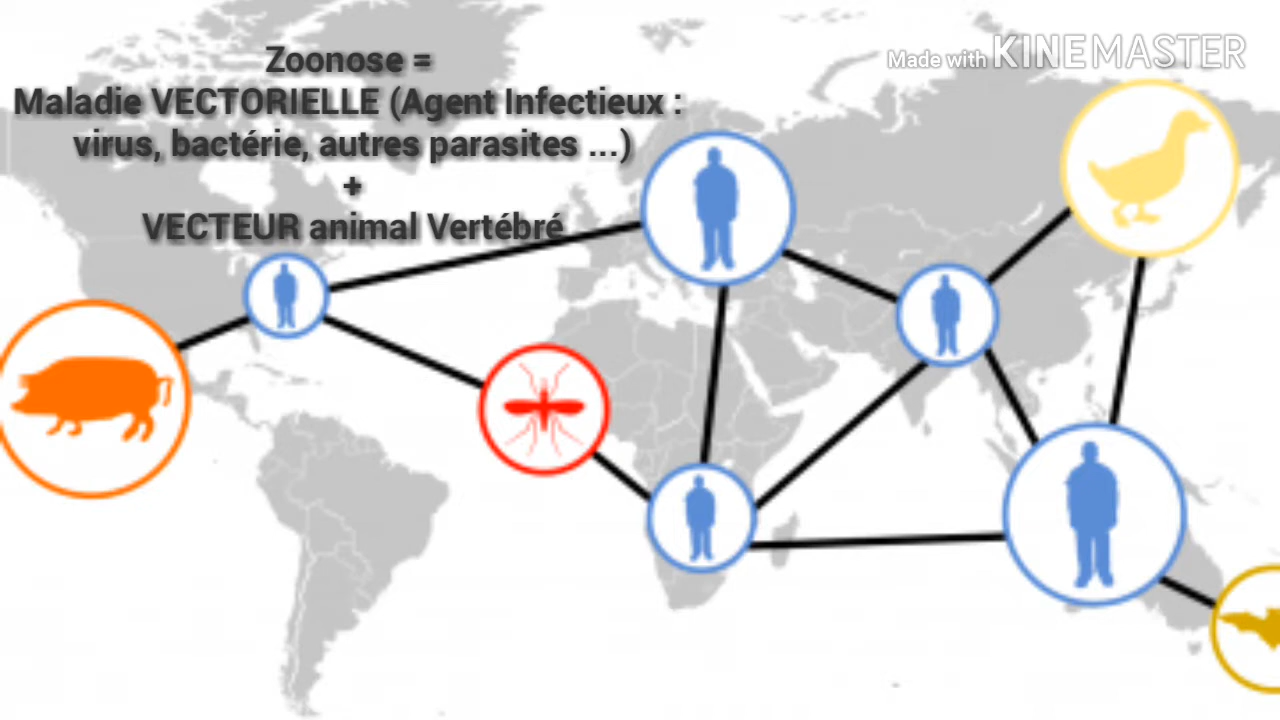 Zoonose =
Maladie VECTORIELLE (Agent Infectieux :
virus, bactérie, autres parasites ...)
+
VECTEUR animal Vertébré
Made with KINEMASTER